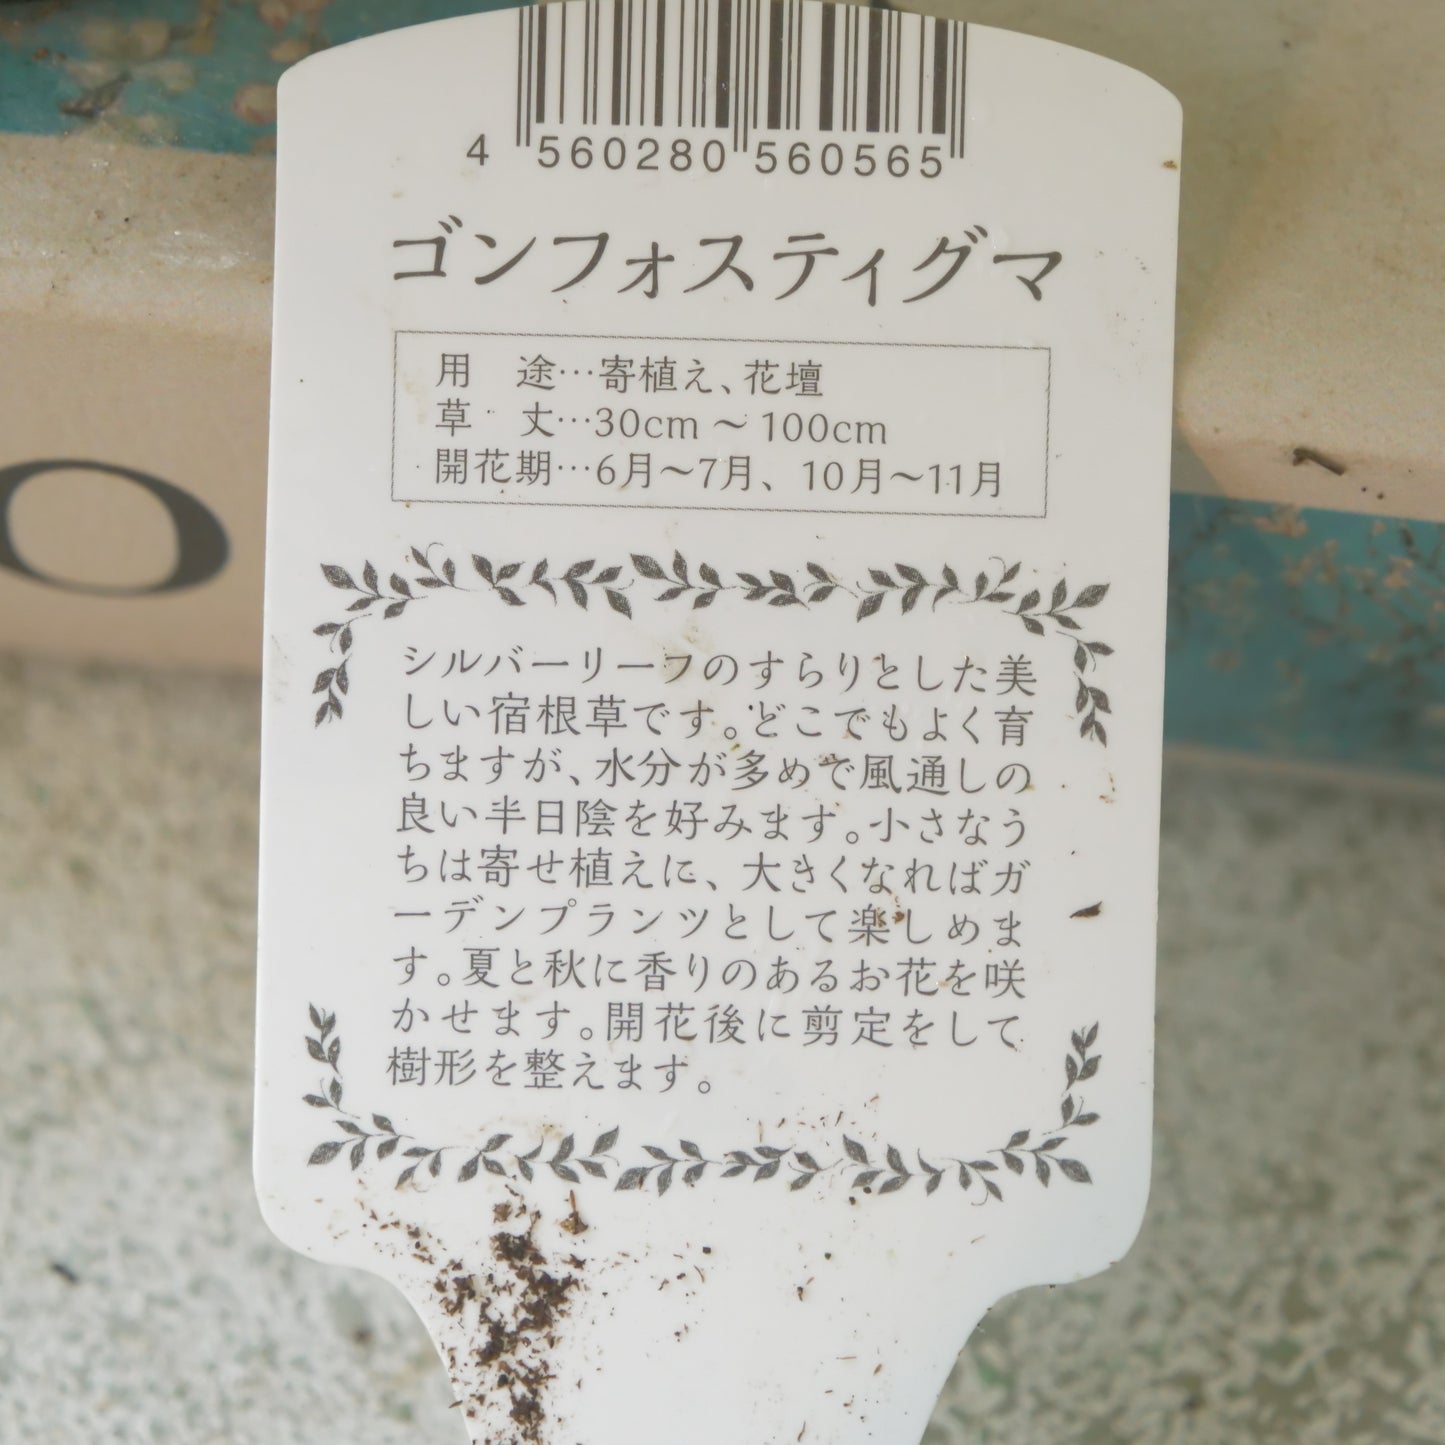 4 560280 560565
ゴンフォスティグマ
用　途…寄植え、花壇
草　丈…30cm～100cm
開花期…6月～7月、10月～11月
シルバーリーフのすらりとした美
しい宿根草です。どこでもよく育
ちますが、水分が多めで風通しの
良い半日陰を好みます。小さなう
ちは寄せ植えに、大きくなればガ
ーデンプランツとして楽しめま
す。夏と秋に香りのあるお花を咲
かせます。開花後に剪定をして
樹形を整えます。
O